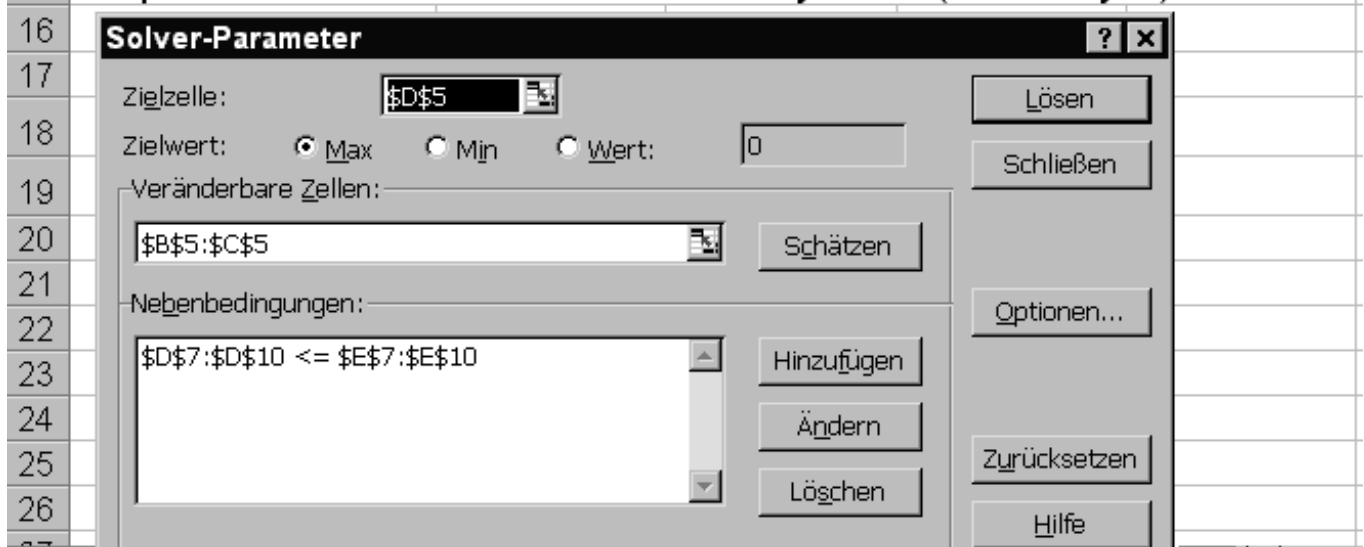 16
Solver-Parameter
17
Zielzelle: $D$5 Lösen
18
Zielwert: Max Min Wert: 0
Schließen
19
Veränderbare Zellen:
20
$B$5:$C$5 Schätzen
21
Nebenbedingungen: Optionen...
22
$D$7:$D$10 <= $E$7:$E$10 Hinzufügen
23
24
Ändern
25
Zurücksetzen
Löschen
26
Hilfe